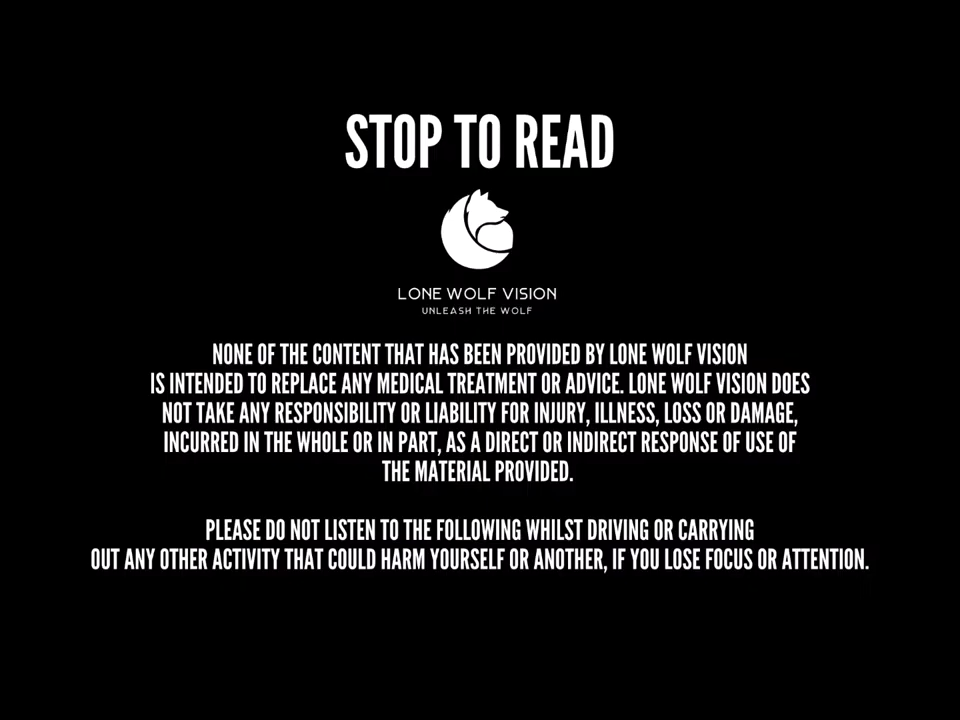 STOP TO READ
LONE WOLF VISION
UNLEASH THE WOLF
NONE OF THE CONTENT THAT HAS BEEN PROVIDED BY LONE WOLF VISION
IS INTENDED TO REPLACE ANY MEDICAL TREATMENT OR ADVICE. LONE WOLF VISION DOES
NOT TAKE ANY RESPONSIBILITY OR LIABILITY FOR INJURY, ILLNESS, LOSS OR DAMAGE,
INCURRED IN THE WHOLE OR IN PART, AS A DIRECT OR INDIRECT RESPONSE OF USE OF
THE MATERIAL PROVIDED.
PLEASE DO NOT LISTEN TO THE FOLLOWING WHILST DRIVING OR CARRYING
OUT ANY OTHER ACTIVITY THAT COULD HARM YOURSELF OR ANOTHER, IF YOU LOSE FOCUS OR ATTENTION.